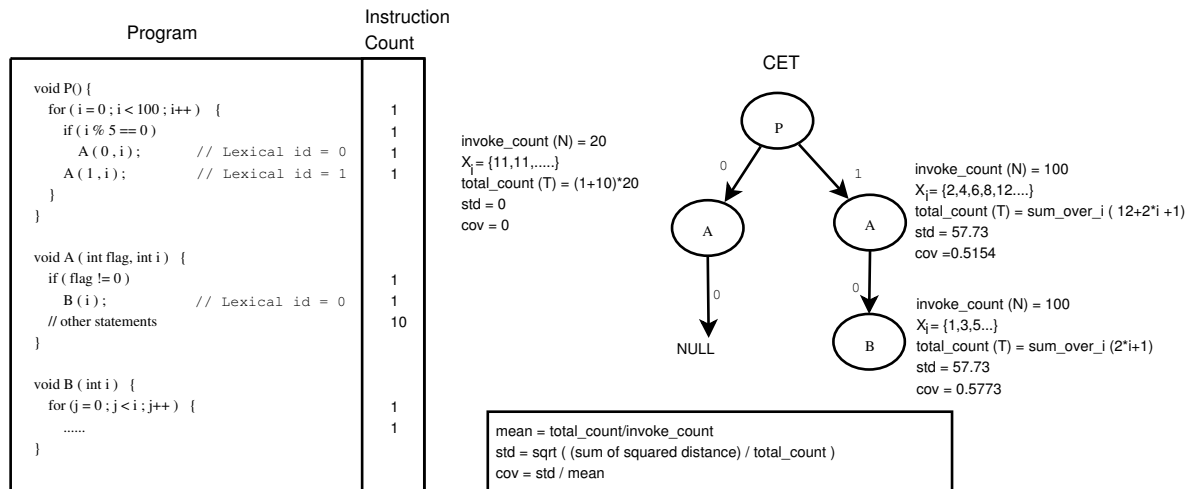 Program
Instruction
Count
void P() {
for ( i = 0 ; i < 100 ; i++ ) { 1
if ( i % 5 == 0 ) 1
A ( 0 , i ) ; // Lexical id = 0 1
A ( 1 , i ) ; // Lexical id = 1 1
}
}
void A ( int flag, int i ) {
if ( flag != 0 ) 1
B ( i ) ; // Lexical id = 0 1
// other statements 10
}
void B ( int i ) {
for (j = 0 ; j < i ; j++ ) { 1
...... 1
}
CET
P
0
1
invoke_count (N) = 20
Xi = {11,11,.....}
total_count (T) = (1+10)*20
std = 0
cov = 0
A
A
invoke_count (N) = 100
Xi = {2,4,6,8,12....}
total_count (T) = sum_over_i ( 12+2*i +1)
std = 57.73
cov =0.5154
0
0
NULL
B
invoke_count (N) = 100
Xi = {1,3,5...}
total_count (T) = sum_over_i (2*i+1)
std = 57.73
cov = 0.5773
mean = total_count/invoke_count
std = sqrt ( (sum of squared distance) / total_count )
cov = std / mean